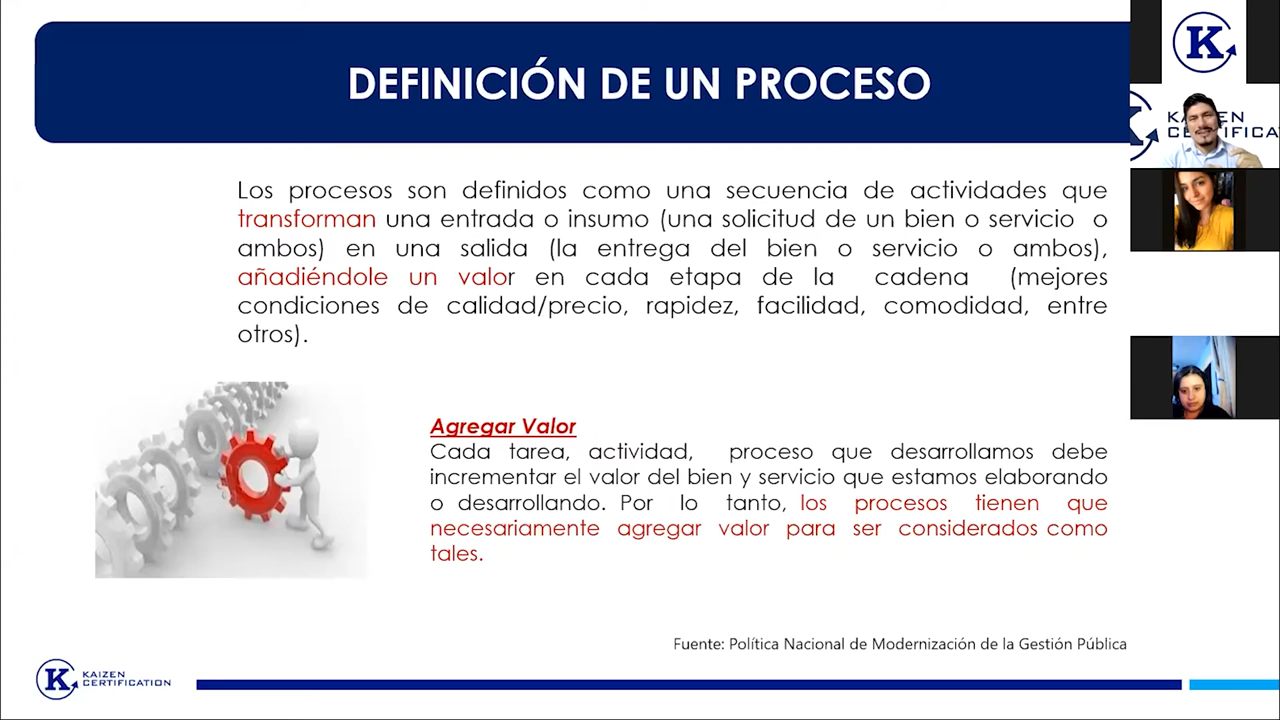 DEFINICIÓN DE UN PROCESO
Los procesos son definidos como una secuencia de actividades que
transforman una entrada o insumo (una solicitud de un bien o servicio o
ambos) en una salida (la entrega del bien o servicio o ambos),
añadiéndole un valor en cada etapa de la cadena (mejores
condiciones de calidad/precio, rapidez, facilidad, comodidad, entre
otros).
Agregar Valor
Cada tarea, actividad, proceso que desarrollamos debe
incrementar el valor del bien y servicio que estamos elaborando
o desarrollando. Por lo tanto, los procesos tienen que
necesariamente agregar valor para ser considerados como
tales.
Fuente: Política Nacional de Modernización de la Gestión Pública
K
KAIZEN
CERTIFICATION
K